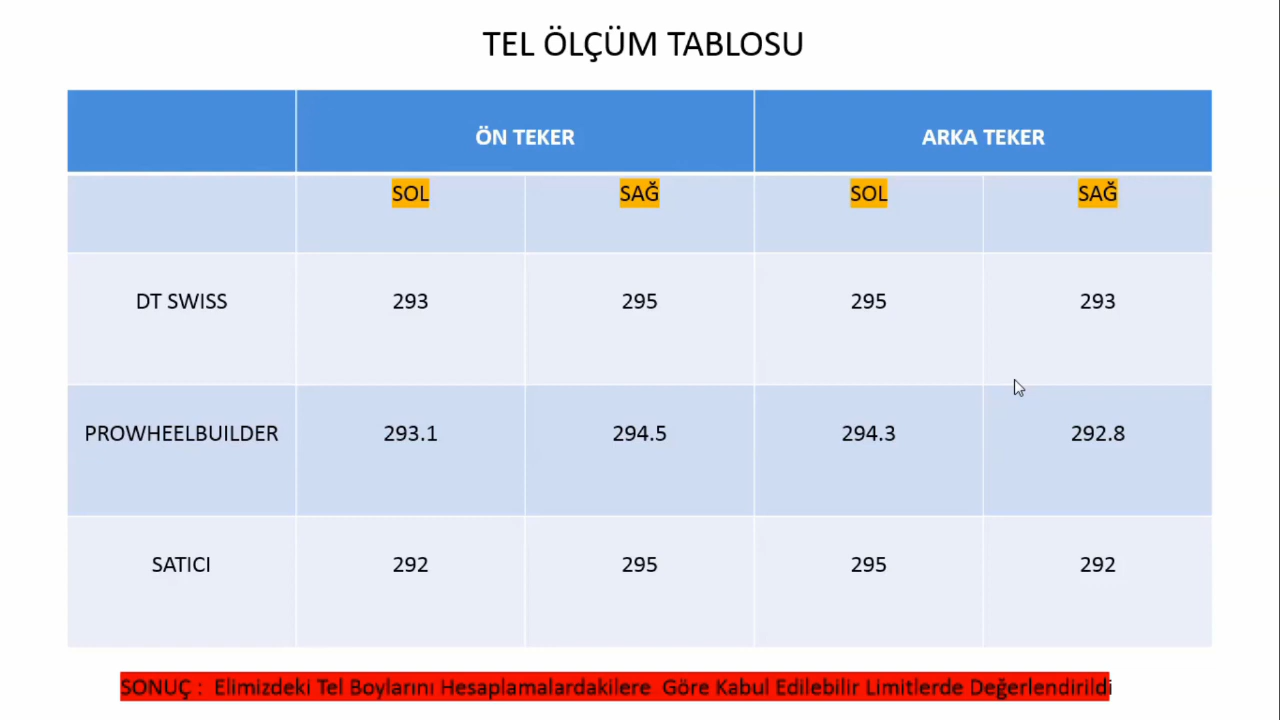 TEL ÖLÇÜM TABLOSU
ÖN TEKER ARKA TEKER
SOL SAĞ SOL SAĞ
DT SWISS 293 295 295 293
PROWHEELBUILDER 293.1 294.5 294.3 292.8
SATICI 292 295 295 292
SONUÇ : Elimizdeki Tel Boylarını Hesaplamalardakilere Göre Kabul Edilebilir Limitlerde Değerlendirildi